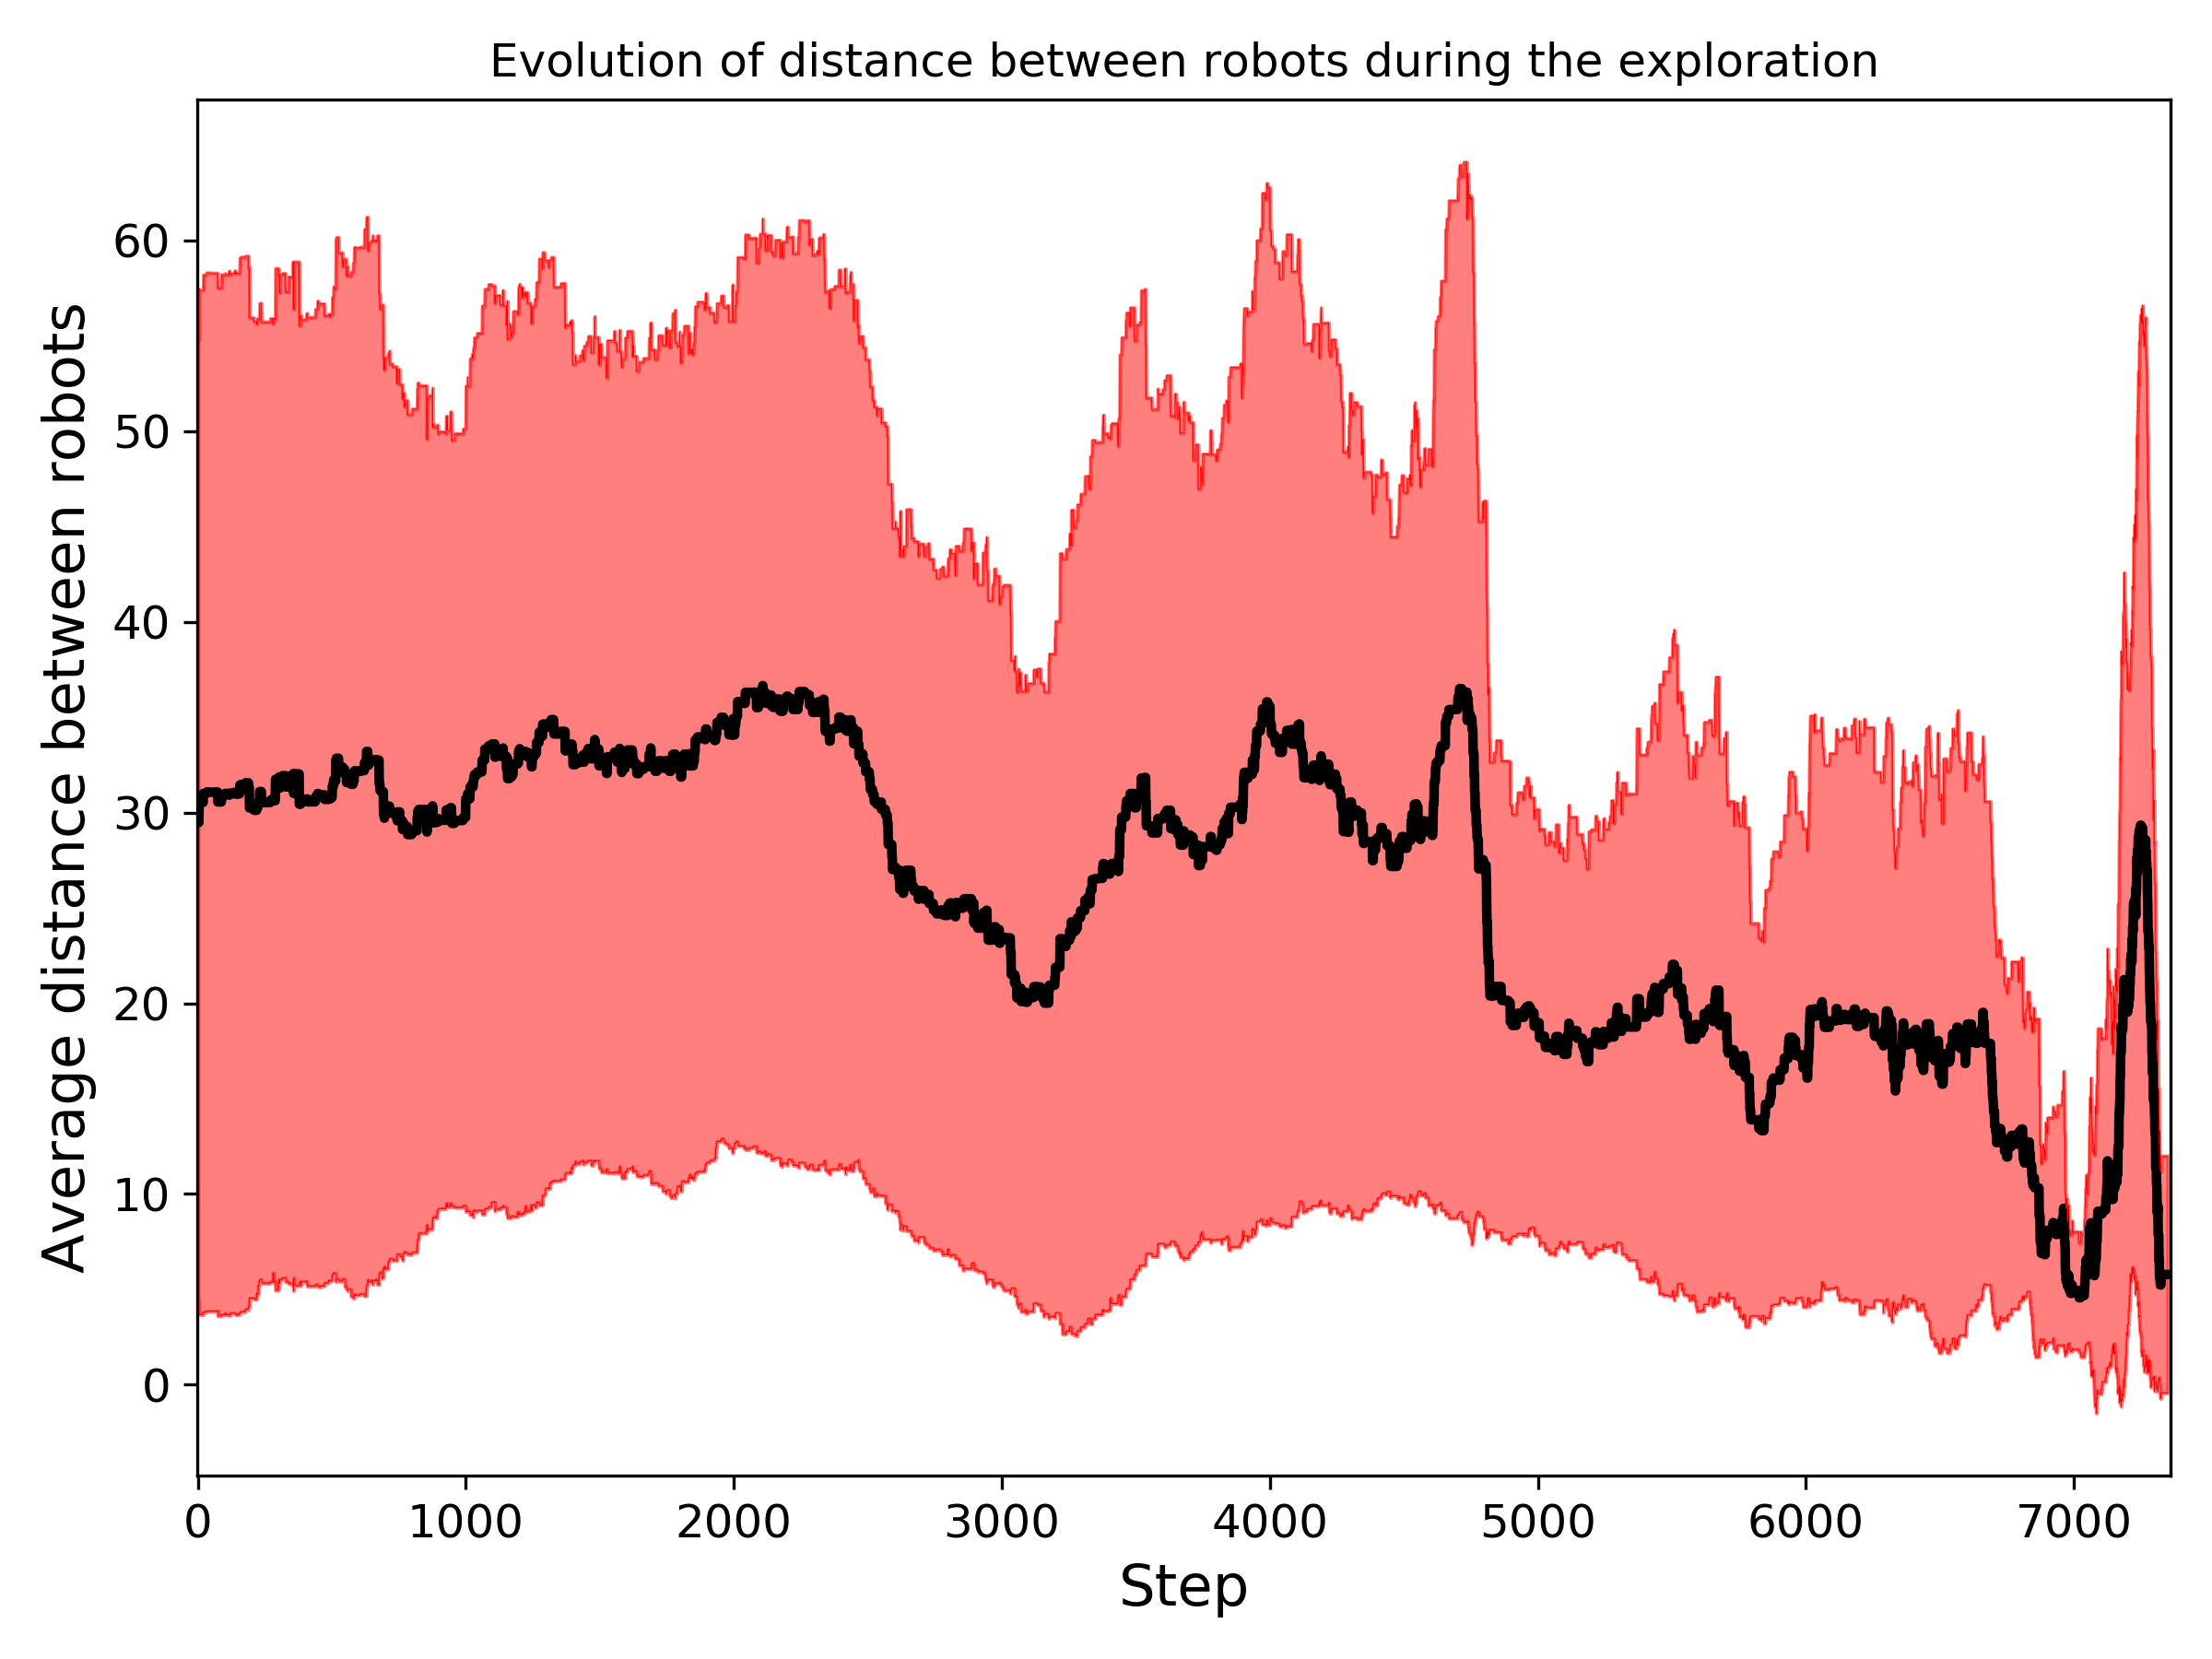 Evolution of distance between robots during the exploration
Average distance between robots
60
50
40
30
20
10
0
0 1000 2000 3000 4000 5000 6000 7000
Step